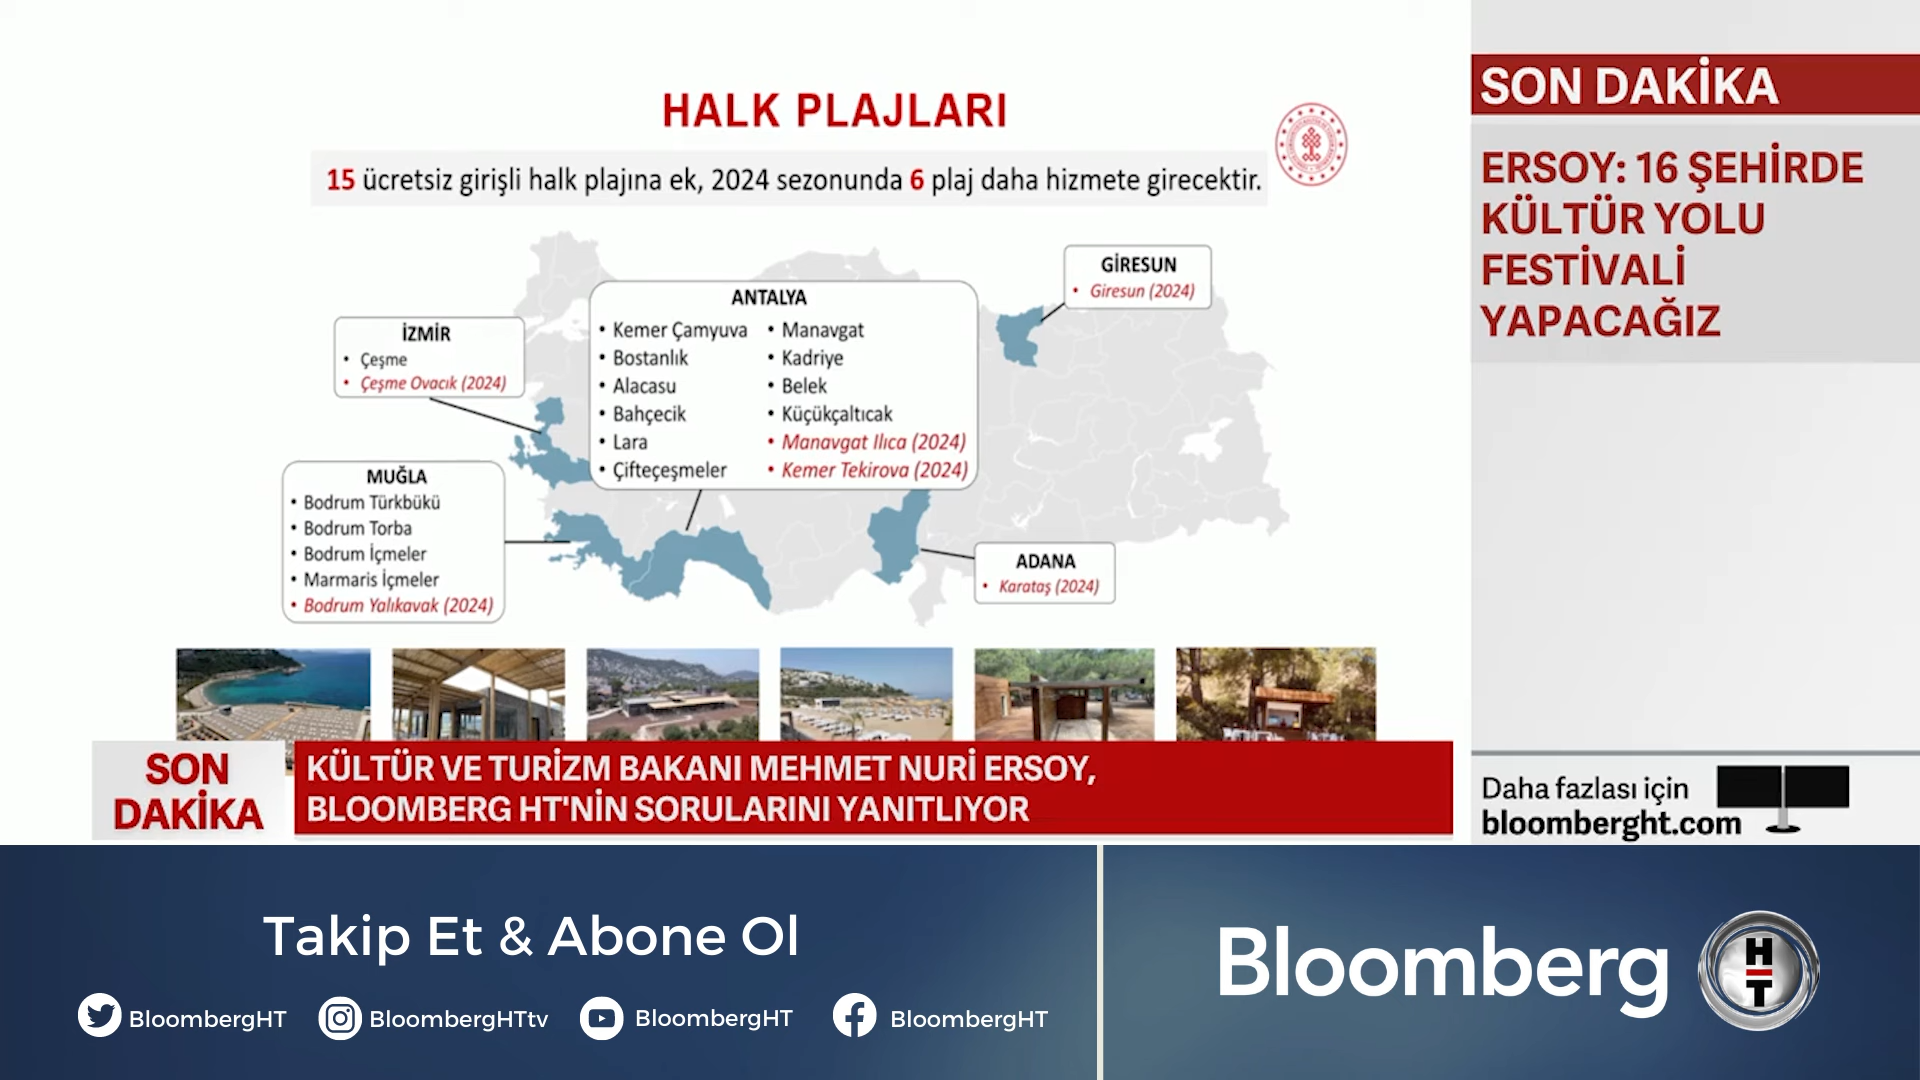 HALK PLAJLARI
15 ücretsiz girişli halk plajına ek, 2024 sezonunda 6 plaj daha hizmete girecektir.
İZMİR
• Çeşme
• Çeşme Ovacık (2024)
MUĞLA
• Bodrum Türkbükü
• Bodrum Torba
• Bodrum İçmeler
• Marmaris İçmeler
• Bodrum Yalıkavak (2024)
ANTALYA
• Kemer Çamyuva
• Bostanlık
• Alacasu
• Bahçecik
• Lara
• Çifteçeşmeler
• Manavgat
• Kadriye
• Belek
• Küçükçaltıcak
• Manavgat Ilıca (2024)
• Kemer Tekirova (2024)
GİRESUN
• Giresun (2024)
ADANA
• Karataş (2024)
SON DAKİKA
ERSOY: 16 ŞEHİRDE
KÜLTÜR YOLU
FESTİVALİ
YAPACAĞIZ
SON
DAKİKA
KÜLTÜR VE TURİZM BAKANI MEHMET NURİ ERSOY,
BLOOMBERG HT'NİN SORULARINI YANITLIYOR
Daha fazlası için
bloomberght.com
Takip Et & Abone Ol
BloombergHT
BloombergHTtv
BloombergHT
BloombergHT
Bloomberg
HT